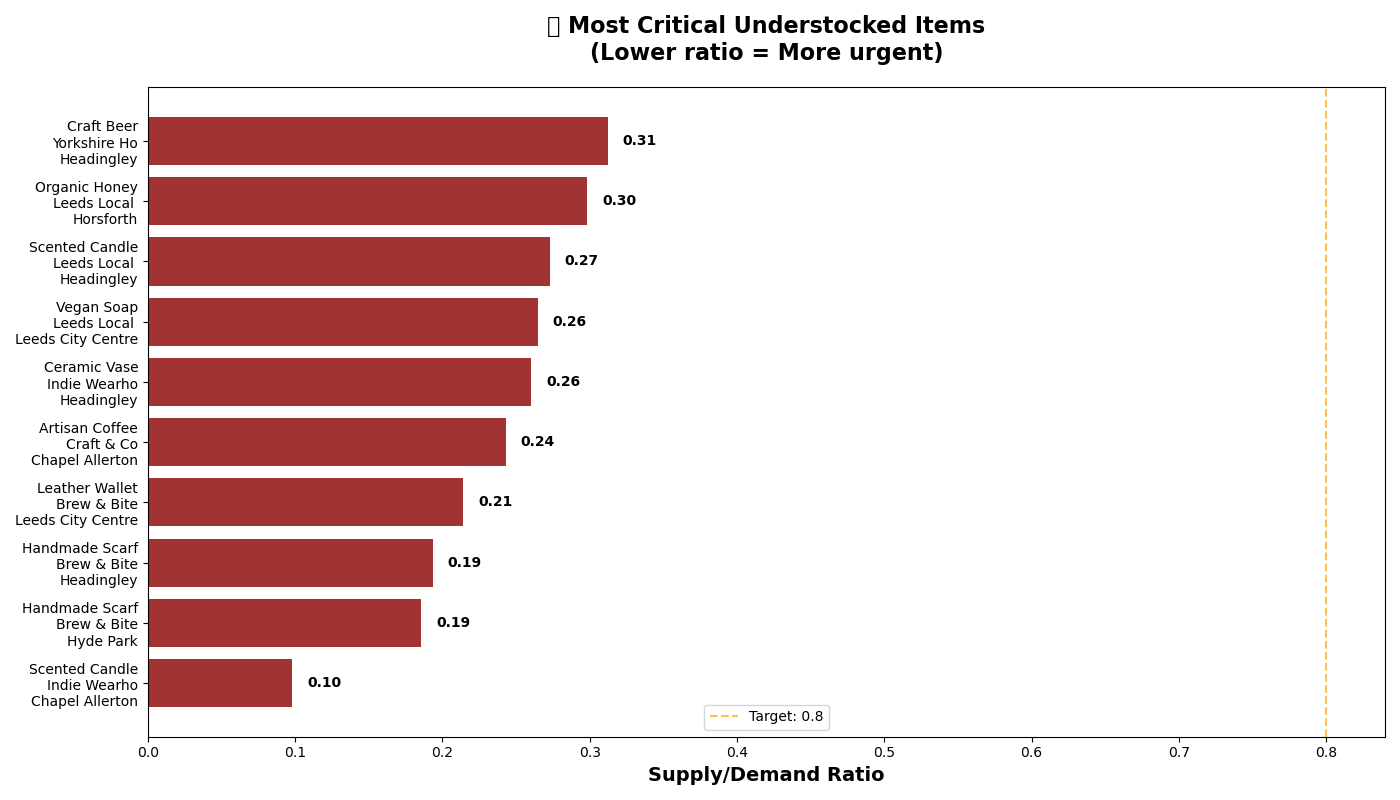 Most Critical Understocked Items
(Lower ratio = More urgent)
Craft Beer
Yorkshire Ho
Headingley
0.31
Organic Honey
Leeds Local
Horsforth
0.30
Scented Candle
Leeds Local
Headingley
0.27
Vegan Soap
Leeds Local
Leeds City Centre
0.26
Ceramic Vase
Indie Wearho
Headingley
0.26
Artisan Coffee
Craft & Co
Chapel Allerton
0.24
Leather Wallet
Brew & Bite
Leeds City Centre
0.21
Handmade Scarf
Brew & Bite
Headingley
0.19
Handmade Scarf
Brew & Bite
Hyde Park
0.19
Scented Candle
Indie Wearho
Chapel Allerton
0.10
Target: 0.8
0.0 0.1 0.2 0.3 0.4 0.5 0.6 0.7 0.8
Supply/Demand Ratio